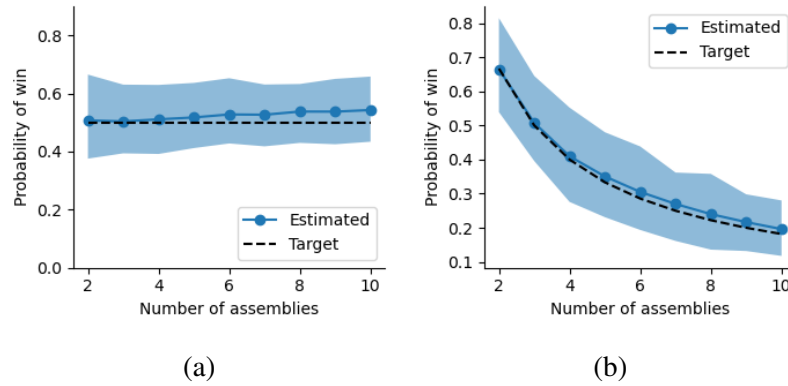 Probability of win
0.8
0.6
0.4
0.2
0.0
Estimated
Target
2 4 6 8 10
Number of assemblies
(a)
Probability of win
0.8
0.7
0.6
0.5
0.4
0.3
0.2
0.1
Estimated
Target
2 4 6 8 10
Number of assemblies
(b)